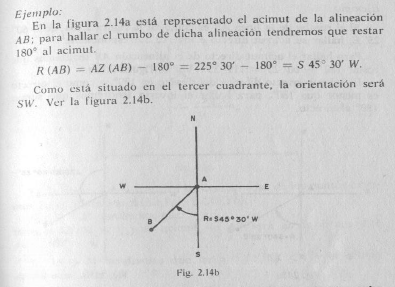 Ejemplo:
En la figura 2.14a está representado el acimut de la alineación
AB; para hallar el rumbo de dicha alineación tendremos que restar
180° al acimut.
R (AB) = AZ (AB) − 180° = 225° 30′ − 180° = S 45° 30′ W.
Como está situado en el tercer cuadrante, la orientación será
SW. Ver la figura 2.14b.
N
A
W
E
B
R=S45°30′ W
S
Fig. 2.14b